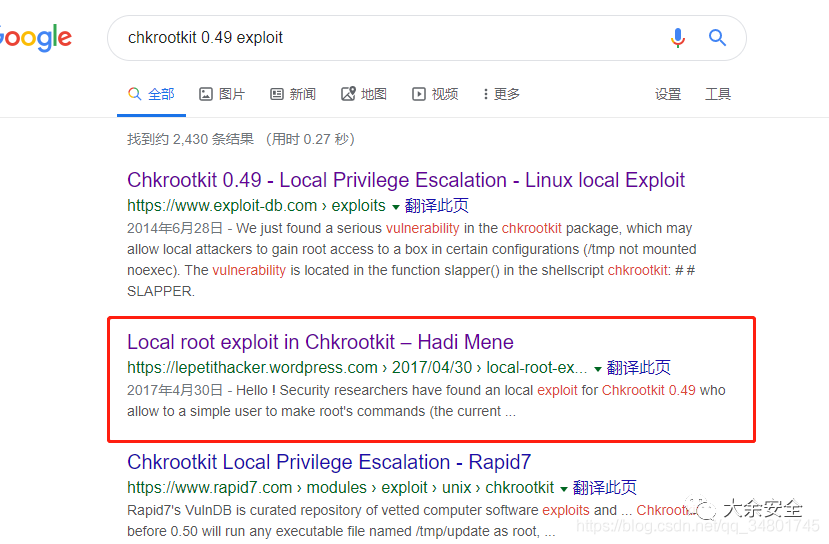 Google
chkrootkit 0.49 exploit
全部 图片 新闻 地图 视频 更多 设置 工具
找到约 2,430 条结果 （用时 0.27 秒）
Chkrootkit 0.49 - Local Privilege Escalation - Linux local Exploit
https://www.exploit-db.com › exploits 翻译此页
2014年6月28日 - We just found a serious vulnerability in the chkrootkit package, which may
allow local attackers to gain root access to a box in certain configurations (/tmp not mounted
noexec). The vulnerability is located in the function slapper() in the shellscript chkrootkit: # #
SLAPPER.
Local root exploit in Chkrootkit – Hadi Mene
https://lepetithacker.wordpress.com › 2017/04/30 › local-root-ex... 翻译此页
2017年4月30日 - Hello ! Security researchers have found an local exploit for Chkrootkit 0.49 who
allow to a simple user to make root's commands (the current ...
Chkrootkit Local Privilege Escalation - Rapid7
https://www.rapid7.com › modules › exploit › unix › chkrootkit 翻译此页
Rapid7's VulnDB is curated repository of vetted computer software exploits and ... Chkroot...
before 0.50 will run any executable file named /tmp/update as root, ...
大余安全
https://blog.csdn.net/qq_34801745